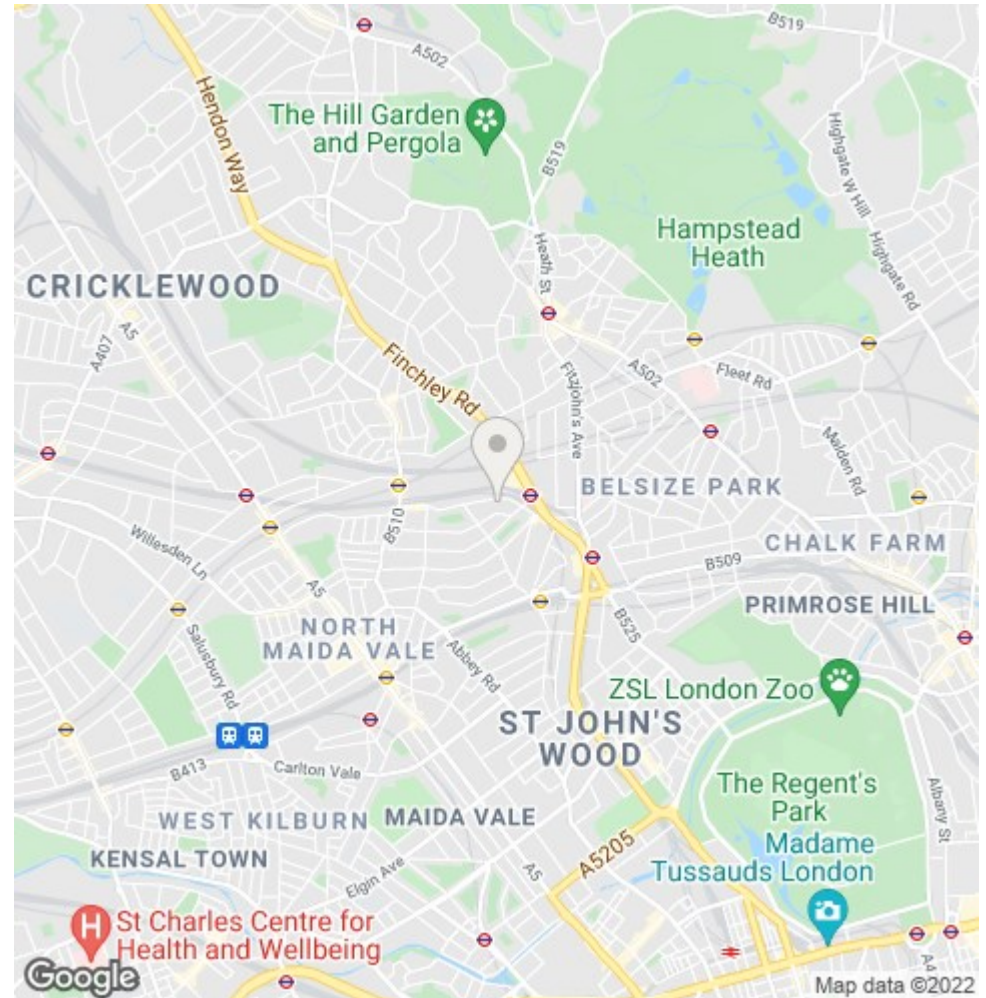 B519
A502
B519
Hendon Way
The Hill Garden
and Pergola
B519
Highgate W Hill
Heath St
Hampstead
Heath
Highgate Rd
CRICKLEWOOD
A5
A407
Finchley Rd
A502
Fleet Rd
Fitzjohn's Ave
Malden Rd
BELSIZE PARK
B510
Willesden Ln
CHALK FARM
B509
A5
PRIMROSE HILL
B525
NORTH
MAIDA VALE
Salusbury Rd
Abbey Rd
ZSL London Zoo
ST JOHN'S
WOOD
B413
Carlton Vale
The Regent's
Park
Albany St
WEST KILBURN
MAIDA VALE
Madame
Tussauds London
KENSAL TOWN
A5205
Elgin Ave
A5
St Charles Centre for
Health and Wellbeing
H
A4
Google
Map data ©2022